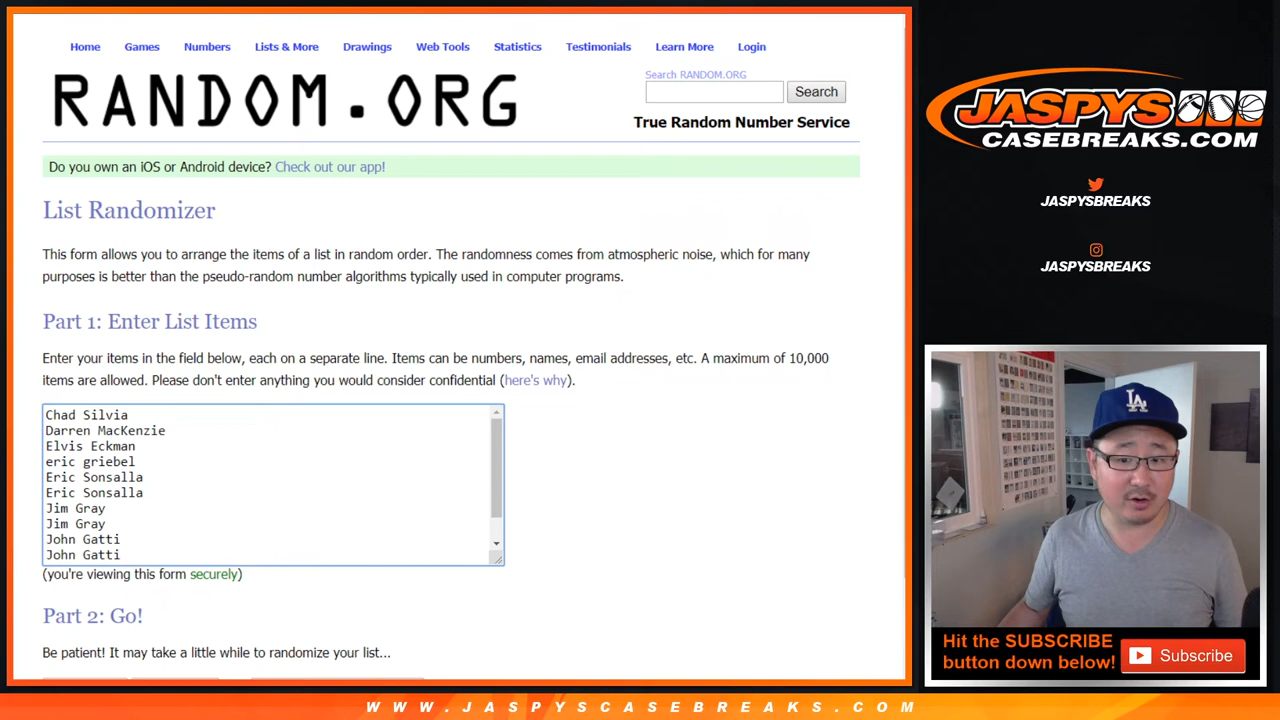 Home Games Numbers Lists & More Drawings Web Tools Statistics Testimonials Learn More Login
RANDOM.ORG
Search RANDOM.ORG
Search
True Random Number Service
Do you own an iOS or Android device? Check out our app!
List Randomizer
This form allows you to arrange the items of a list in random order. The randomness comes from atmospheric noise, which for many
purposes is better than the pseudo-random number algorithms typically used in computer programs.
Part 1: Enter List Items
Enter your items in the field below, each on a separate line. Items can be numbers, names, email addresses, etc. A maximum of 10,000
items are allowed. Please don't enter anything you would consider confidential (here's why).
Chad Silvia
Darren MacKenzie
Elvis Eckman
eric griebel
Eric Sonsalla
Eric Sonsalla
Jim Gray
Jim Gray
John Gatti
John Gatti
(you're viewing this form securely)
Part 2: Go!
Be patient! It may take a little while to randomize your list...
JASPYS
CASEBREAKS.COM
JASPYSBREAKS
JASPYSBREAKS
LA
Hit the SUBSCRIBE
button down below!
Subscribe
WWW.JASPYSCASEBREAKS.COM